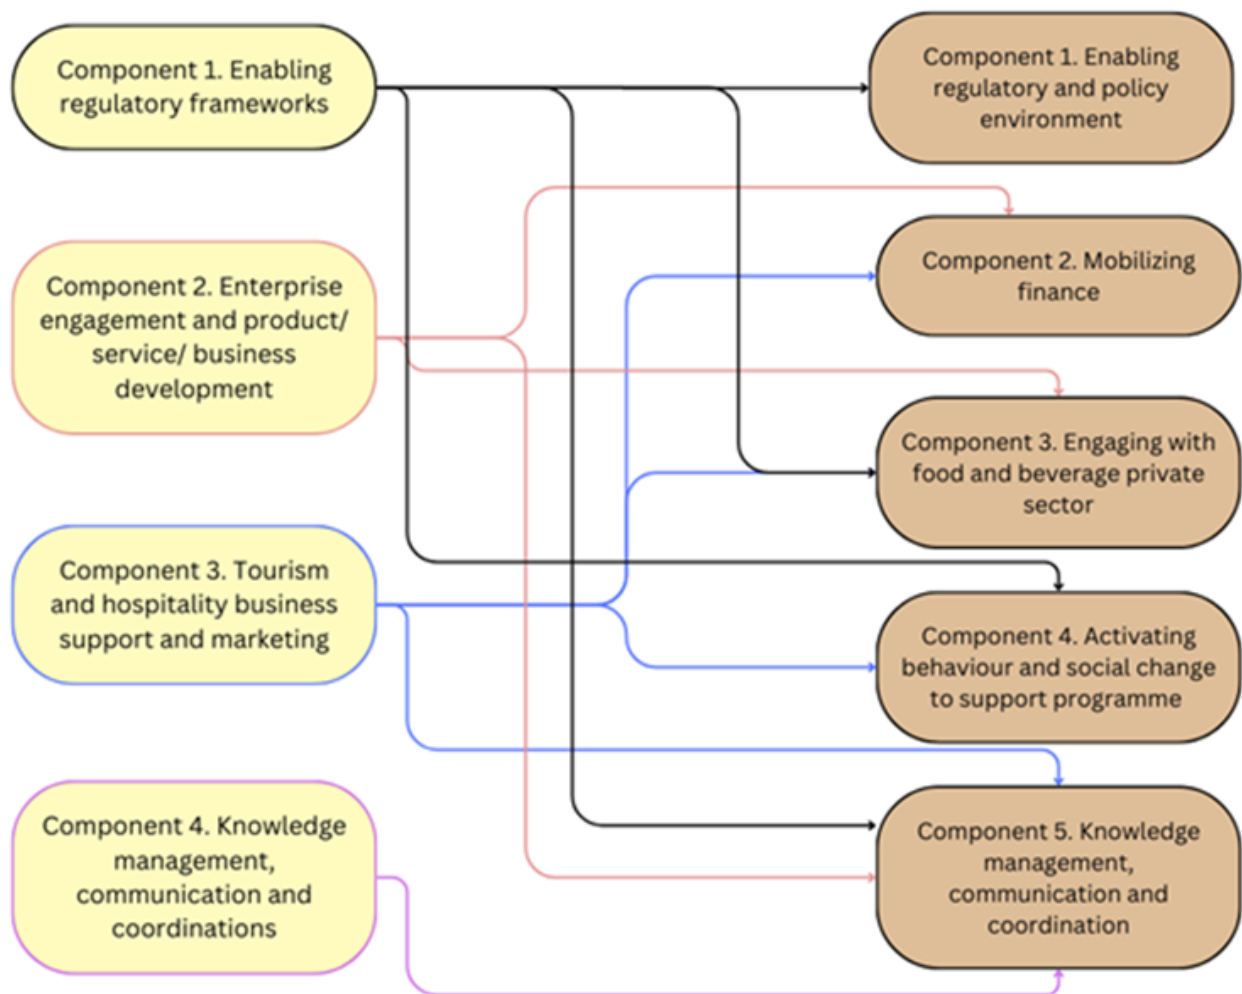 Component 1. Enabling
regulatory frameworks
Component 2. Enterprise
engagement and product/
service/ business
development
Component 3. Tourism
and hospitality business
support and marketing
Component 4. Knowledge
management,
communication and
coordinations
Component 1. Enabling
regulatory and policy
environment
Component 2. Mobilizing
finance
Component 3. Engaging with
food and beverage private
sector
Component 4. Activating
behaviour and social change
to support programme
Component 5. Knowledge
management,
communication and
coordination